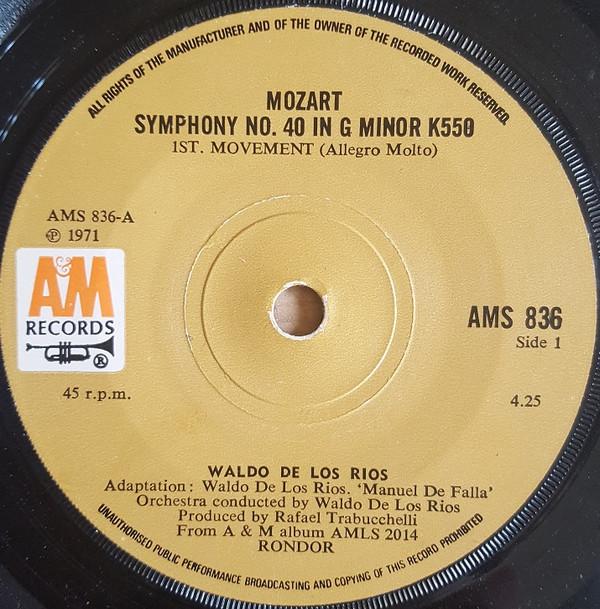 ALL RIGHTS OF THE MANUFACTURER AND OF THE OWNER OF THE RECORDED WORK RESERVED.
MOZART
SYMPHONY NO. 40 IN G MINOR K550
1ST. MOVEMENT (Allegro Molto)
AMS 836-A
℗ 1971
A&M
RECORDS
®
45 r.p.m.
AMS 836
Side 1
4.25
WALDO DE LOS RIOS
Adaptation: Waldo De Los Rios. 'Manuel De Falla'
Orchestra conducted by Waldo De Los Rios
Produced by Rafael Trabucchelli
From A & M album AMLS 2014
RONDOR
UNAUTHORISED PUBLIC PERFORMANCE BROADCASTING AND COPYING OF THIS RECORD PROHIBITED